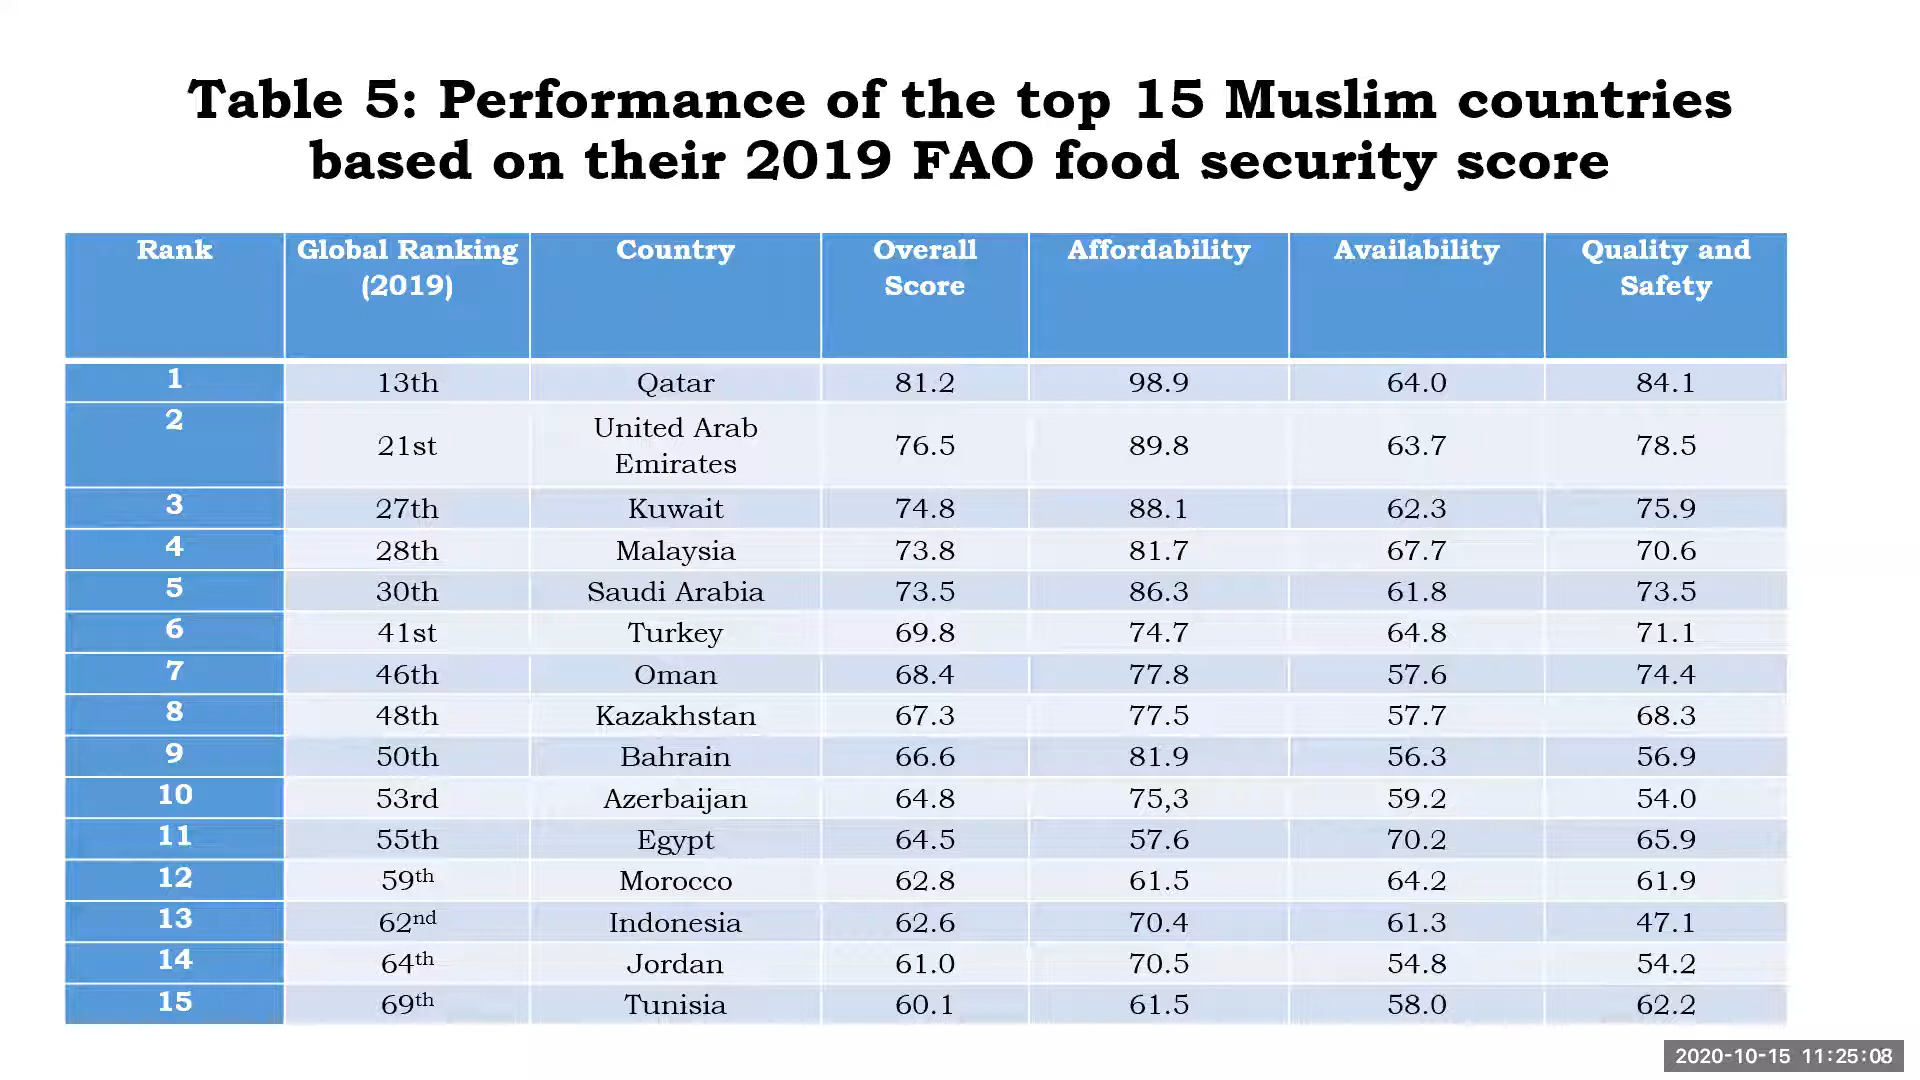 Table 5: Performance of the top 15 Muslim countries
based on their 2019 FAO food security score
Rank Global Ranking (2019) Country Overall Score Affordability Availability Quality and Safety
1 13th Qatar 81.2 98.9 64.0 84.1
2 21st United Arab Emirates 76.5 89.8 63.7 78.5
3 27th Kuwait 74.8 88.1 62.3 75.9
4 28th Malaysia 73.8 81.7 67.7 70.6
5 30th Saudi Arabia 73.5 86.3 61.8 73.5
6 41st Turkey 69.8 74.7 64.8 71.1
7 46th Oman 68.4 77.8 57.6 74.4
8 48th Kazakhstan 67.3 77.5 57.7 68.3
9 50th Bahrain 66.6 81.9 56.3 56.9
10 53rd Azerbaijan 64.8 75,3 59.2 54.0
11 55th Egypt 64.5 57.6 70.2 65.9
12 59th Morocco 62.8 61.5 64.2 61.9
13 62nd Indonesia 62.6 70.4 61.3 47.1
14 64th Jordan 61.0 70.5 54.8 54.2
15 69th Tunisia 60.1 61.5 58.0 62.2
2020-10-15 11:25:08